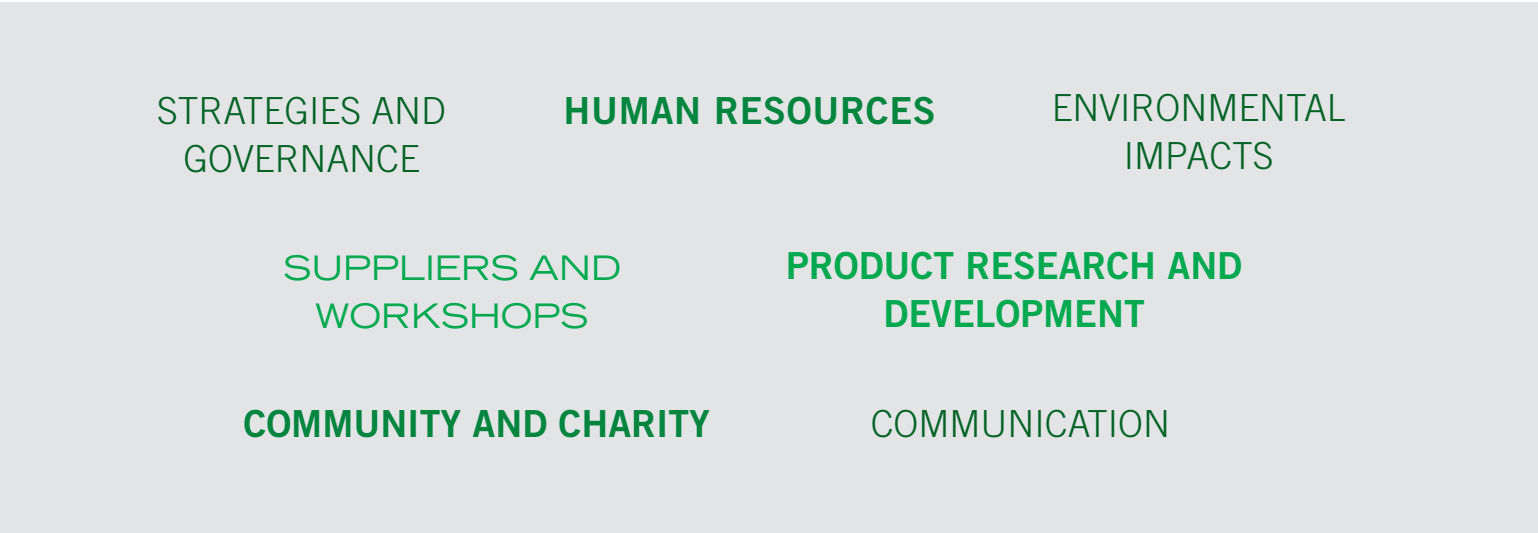 STRATEGIES AND
GOVERNANCE
HUMAN RESOURCES
ENVIRONMENTAL
IMPACTS
SUPPLIERS AND
WORKSHOPS
PRODUCT RESEARCH AND
DEVELOPMENT
COMMUNITY AND CHARITY
COMMUNICATION